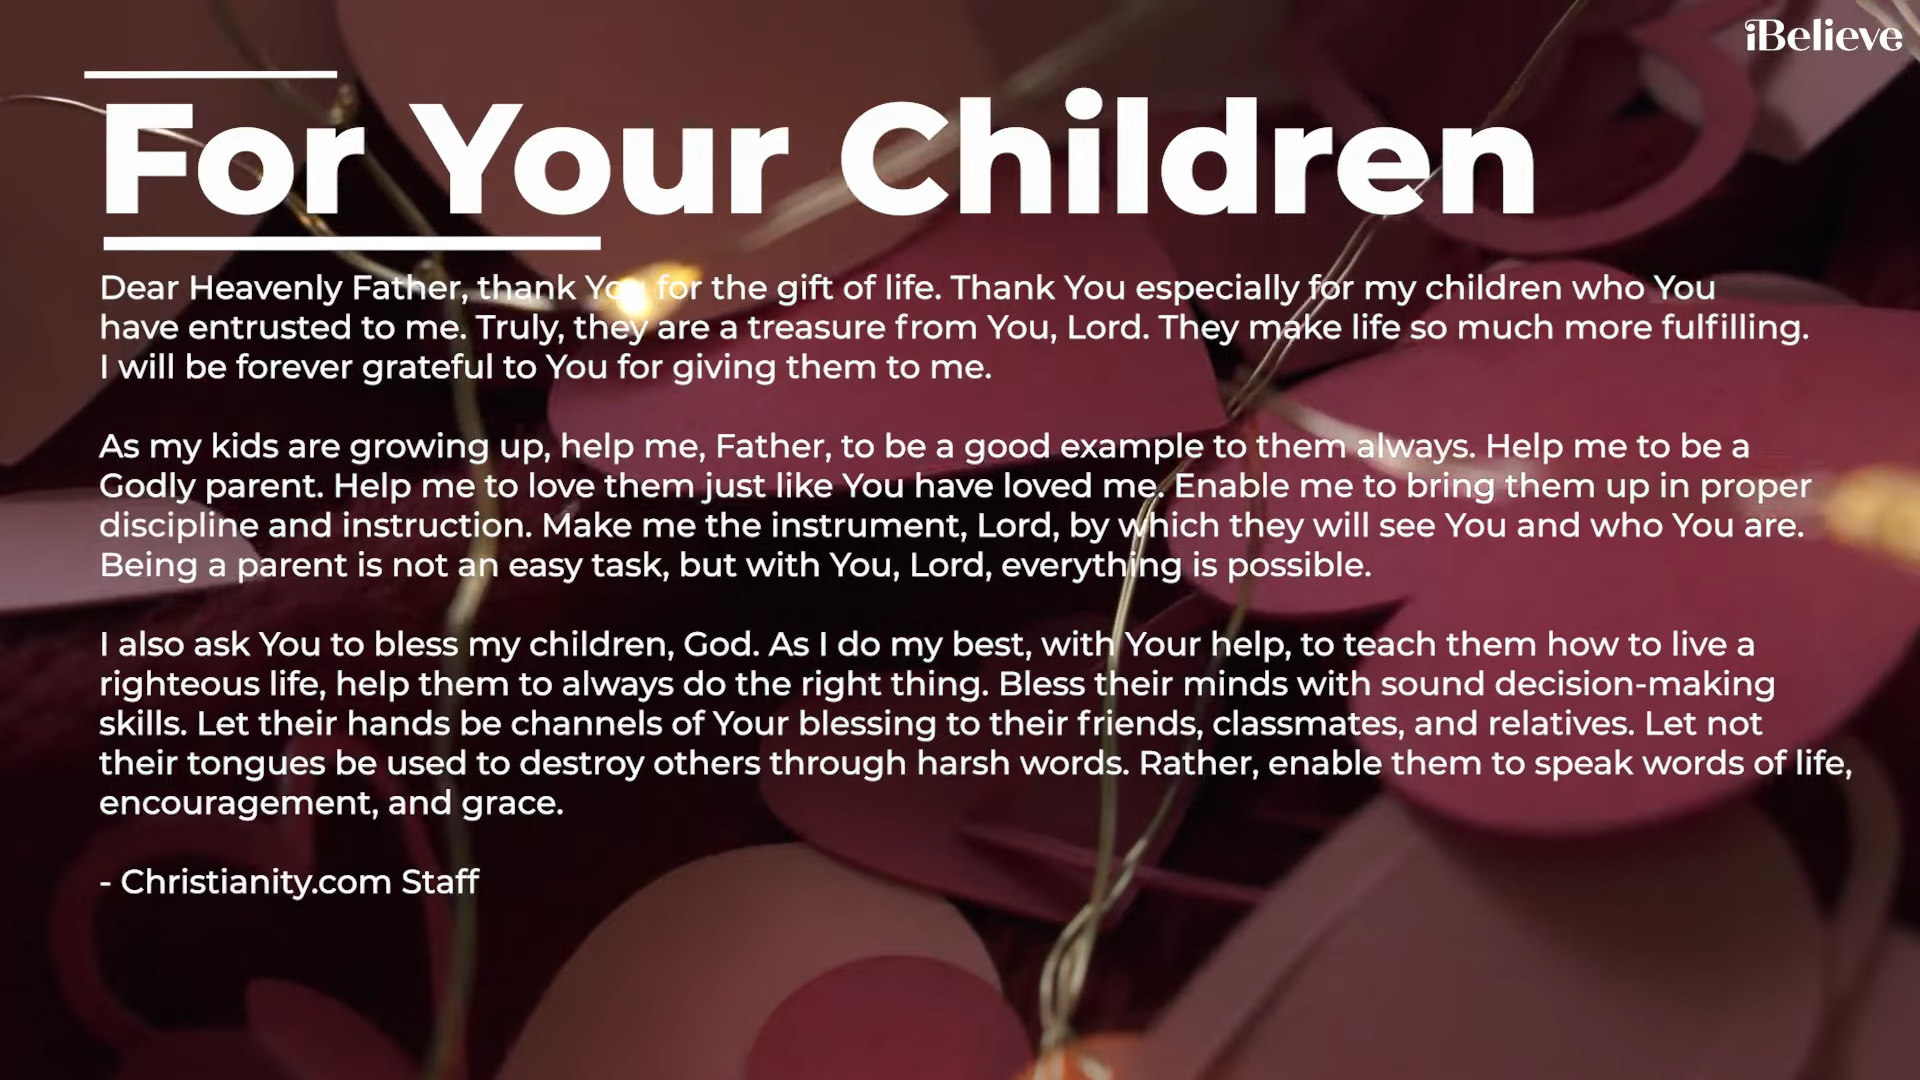 iBelieve
For Your Children
Dear Heavenly Father, thank You for the gift of life. Thank You especially for my children who You
have entrusted to me. Truly, they are a treasure from You, Lord. They make life so much more fulfilling.
I will be forever grateful to You for giving them to me.
As my kids are growing up, help me, Father, to be a good example to them always. Help me to be a
Godly parent. Help me to love them just like You have loved me. Enable me to bring them up in proper
discipline and instruction. Make me the instrument, Lord, by which they will see You and who You are.
Being a parent is not an easy task, but with You, Lord, everything is possible.
I also ask You to bless my children, God. As I do my best, with Your help, to teach them how to live a
righteous life, help them to always do the right thing. Bless their minds with sound decision-making
skills. Let their hands be channels of Your blessing to their friends, classmates, and relatives. Let not
their tongues be used to destroy others through harsh words. Rather, enable them to speak words of life,
encouragement, and grace.
- Christianity.com Staff